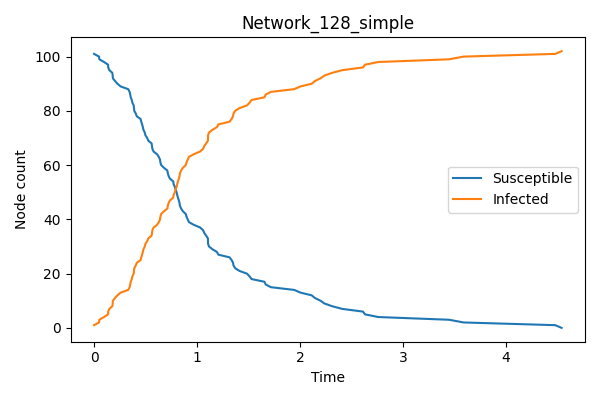 Network_128_simple
100
80
60
40
20
0
Node count
Susceptible
Infected
0 1 2 3 4
Time